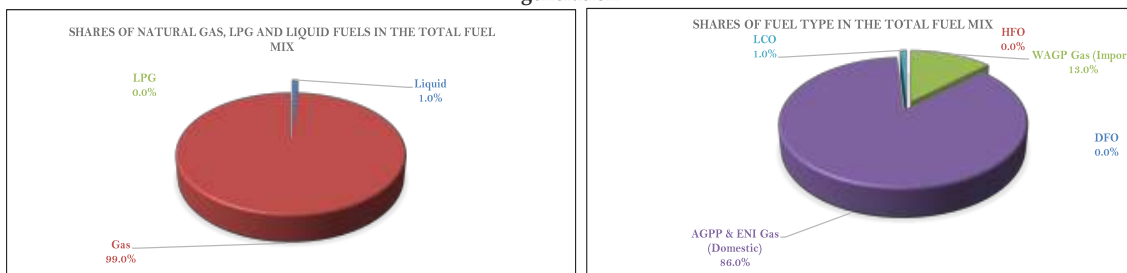 SHARES OF NATURAL GAS, LPG AND LIQUID FUELS IN THE TOTAL FUEL
MIX
LPG
0.0%
Liquid
1.0%
Gas
99.0%
SHARES OF FUEL TYPE IN THE TOTAL FUEL MIX
LCO
1.0%
HFO
0.0%
WAGP Gas (Impor
13.0%
DFO
0.0%
AGPP & ENI Gas
(Domestic)
86.0%